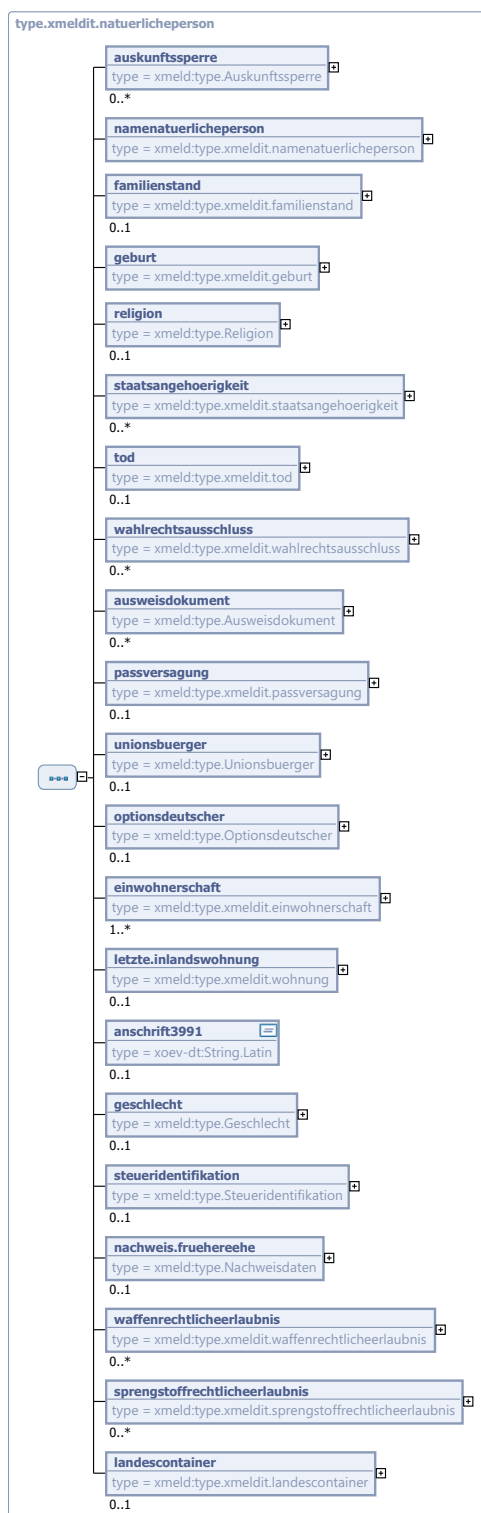 type.xmeldit.natuerlicheperson
auskunftssperre
type = xmeld:type.Auskunftssperre
0..*
namenatuerlicheperson
type = xmeld:type.xmeldit.namenatuerlicheperson
familienstand
type = xmeld:type.xmeldit.familienstand
0..1
geburt
type = xmeld:type.xmeldit.geburt
religion
type = xmeld:type.Religion
0..1
staatsangehoerigkeit
type = xmeld:type.xmeldit.staatsangehoerigkeit
0..*
tod
type = xmeld:type.xmeldit.tod
0..1
wahlrechtsausschluss
type = xmeld:type.xmeldit.wahlrechtsausschluss
0..*
ausweisdokument
type = xmeld:type.Ausweisdokument
0..*
passversagung
type = xmeld:type.xmeldit.passversagung
0..1
unionsbuerger
type = xmeld:type.Unionsbuerger
0..1
optionsdeutscher
type = xmeld:type.Optionsdeutscher
0..1
einwohnerschaft
type = xmeld:type.xmeldit.einwohnerschaft
1..*
letzte.inlandswohnung
type = xmeld:type.xmeldit.wohnung
0..1
anschrift3991
type = xoev-dt:String.Latin
0..1
geschlecht
type = xmeld:type.Geschlecht
0..1
steueridentifikation
type = xmeld:type.Steueridentifikation
0..1
nachweis.fruehereehe
type = xmeld:type.Nachweisdaten
0..1
waffenrechtlicheerlaubnis
type = xmeld:type.xmeldit.waffenrechtlicheerlaubnis
0..*
sprengstoffrechtlicheerlaubnis
type = xmeld:type.xmeldit.sprengstoffrechtlicheerlaubnis
0..*
landescontainer
type = xmeld:type.xmeldit.landescontainer
0..1